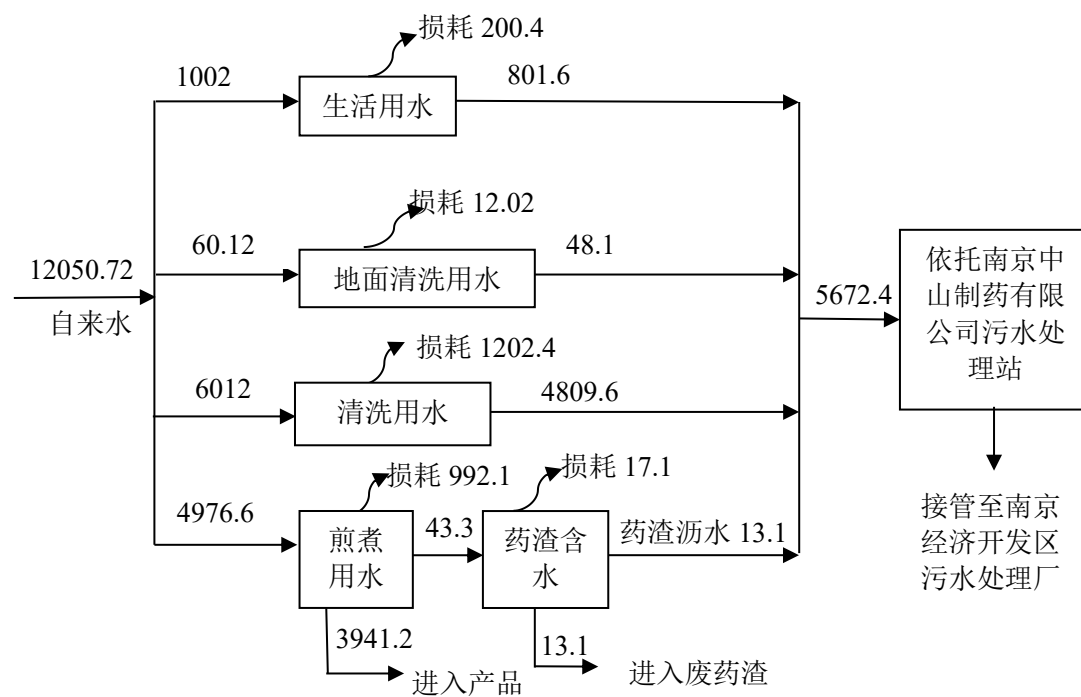 损耗 200.4
1002
801.6
生活用水
损耗 12.02
60.12
48.1
地面清洗用水
12050.72
自来水
损耗 1202.4
6012
4809.6
清洗用水
5672.4
依托南京中
山制药有限
公司污水处
理站
损耗 992.1
损耗 17.1
4976.6
43.3
药渣沥水 13.1
煎煮
用水
药渣含
水
接管至南京
经济开发区
污水处理厂
3941.2
13.1
进入产品
进入废药渣